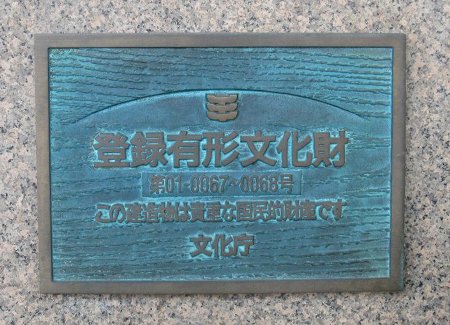 登録有形文化財
第01-0067~0068号
この建造物は貴重な国民的財産です
文化庁